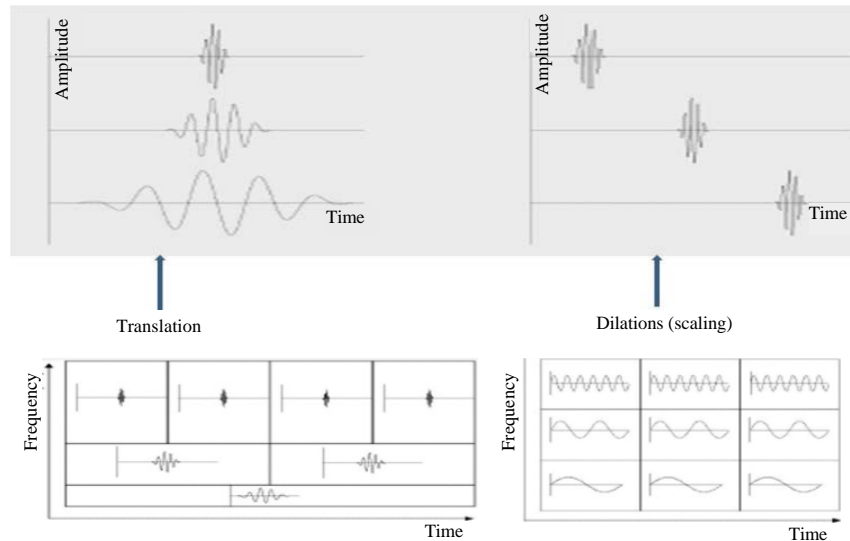 Amplitude
Time
Amplitude
Time
Translation
Dilations (scaling)
Frequency
Time
Frequency
Time